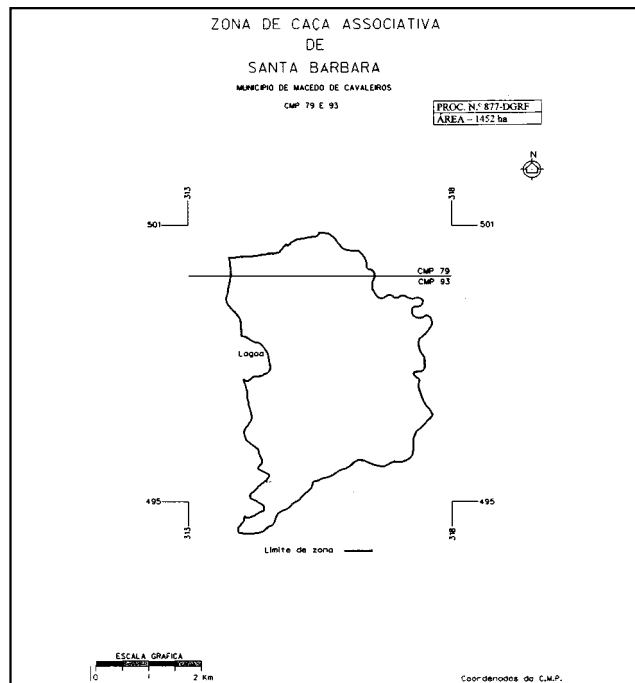 ZONA DE CAÇA ASSOCIATIVA
DE
SANTA BARBARA
MUNICIPIO DE MACEDO DE CAVALEIROS
CMP 79 E 93
PROC. N.º 877-DGRF
ÁREA – 1452 ha
N
313
318
501
501
CMP 79
CMP 93
Lagoa
495
495
313
318
Limite de zona
ESCALA GRAFICA
0 1 2 Km
Coordenadas da C.M.P.